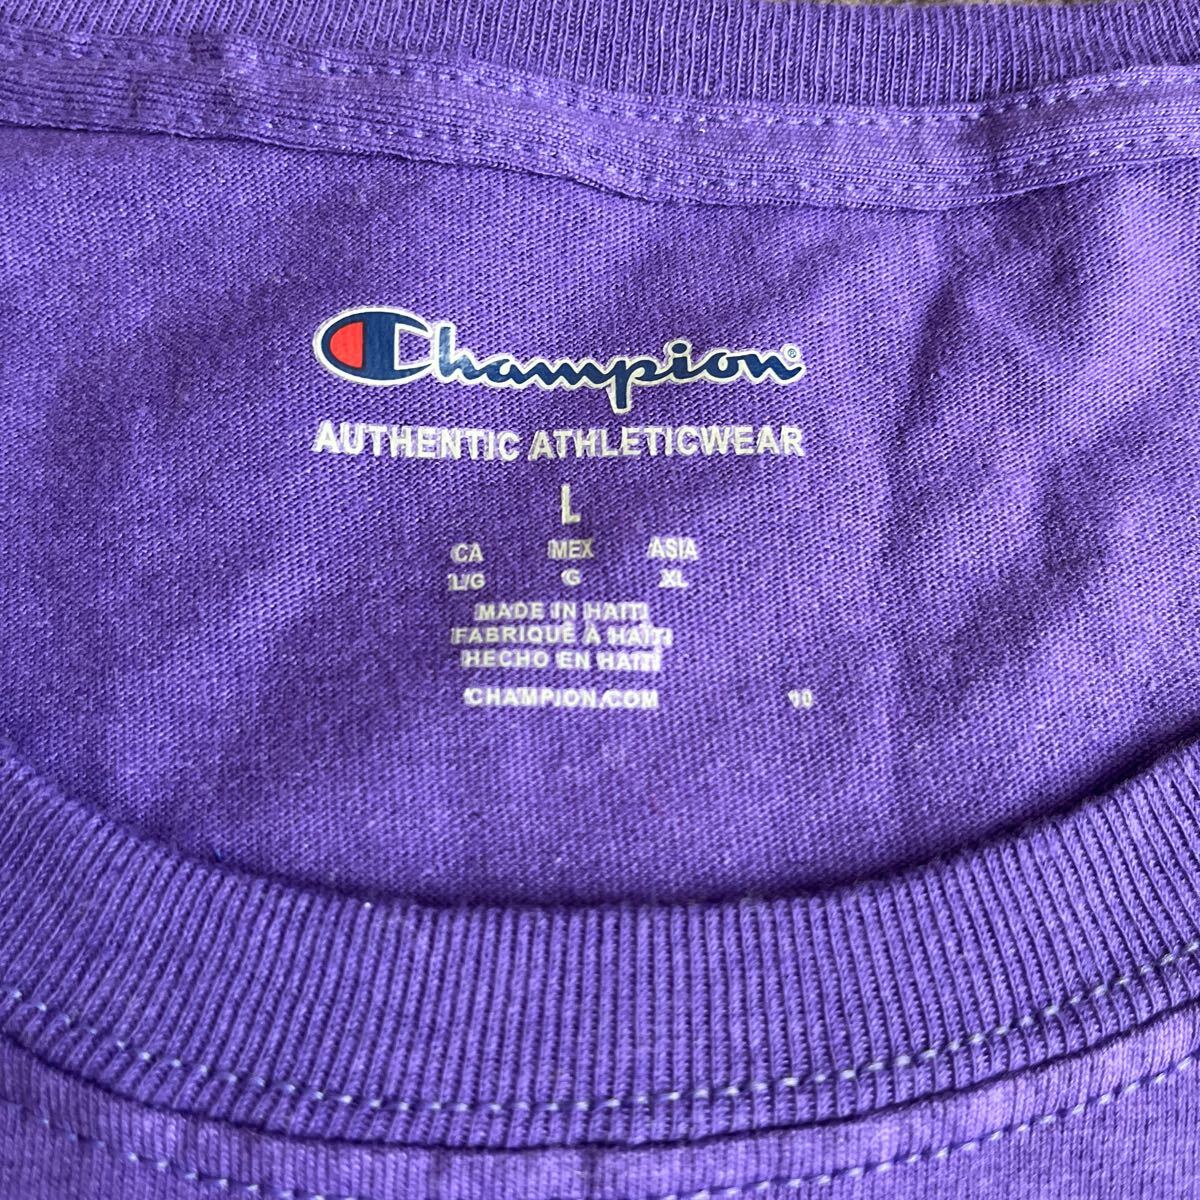 Champion®
AUTHENTIC ATHLETICWEAR
L
CA MEX ASIA
L/G G XL
MADE IN HAITI
FABRIQUÉ À HAÏTI
HECHO EN HAITÍ
CHAMPION.COM 10